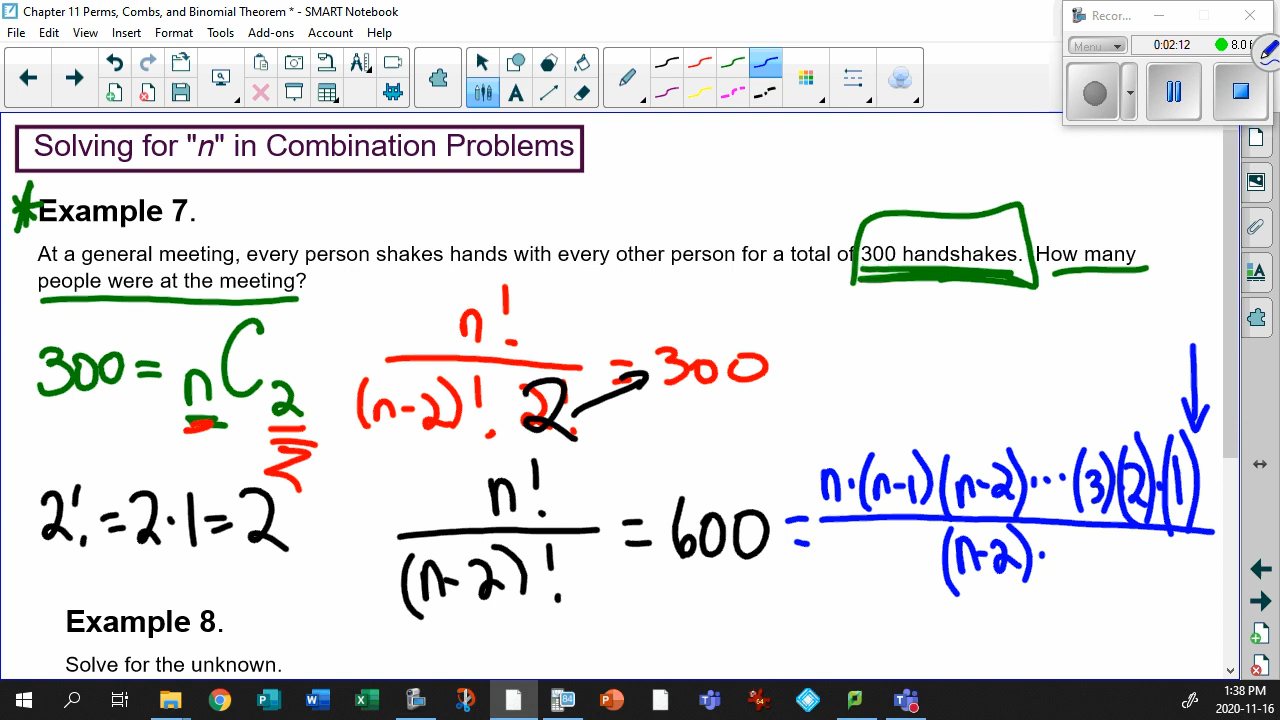 Chapter 11 Perms, Combs, and Binomial Theorem * - SMART Notebook
File Edit View Insert Format Tools Add-ons Account Help
Recor...
Menu 0:02:12 8.0
Solving for "n" in Combination Problems
*Example 7.
At a general meeting, every person shakes hands with every other person for a total of 300 handshakes. How many
people were at the meeting?
300 = nC2
n! / (n-2)! 2 = 300
2! = 2·1 = 2
n! / (n-2)! = 600 = n·(n-1)(n-2)···(3)(2)·(1) / (n-2)·
Example 8.
Solve for the unknown.
1:38 PM
2020-11-16